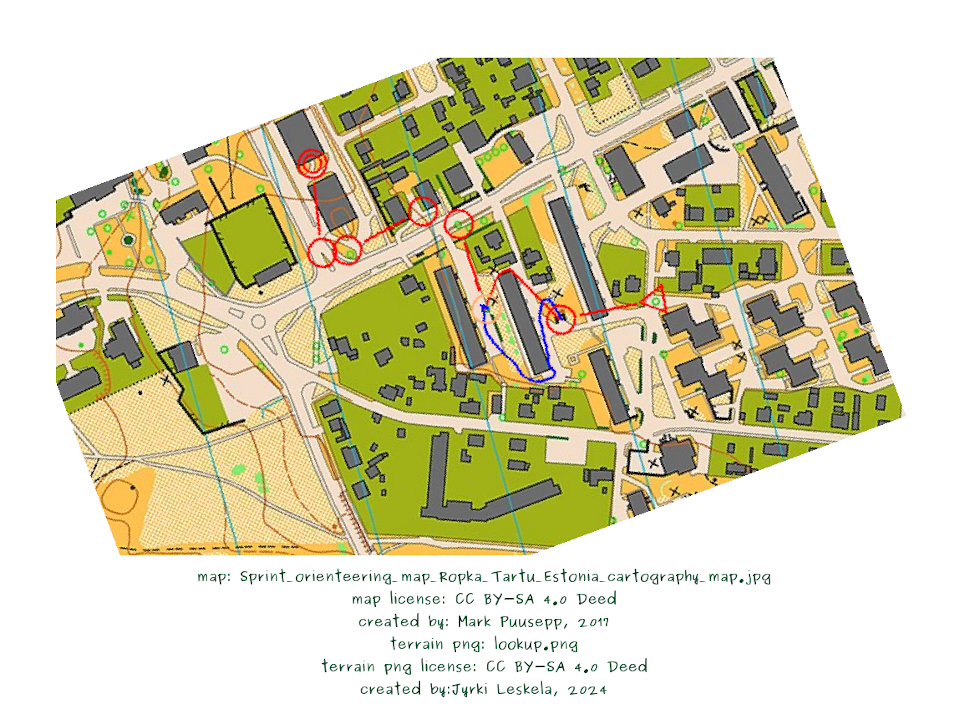 map: Sprint_orienteering_map_Ropka_Tartu_Estonia_cartography_map.jpg
map license: CC BY-SA 4.0 Deed
created by: Mark Puusepp, 2017
terrain png: lookup.png
terrain png license: CC BY-SA 4.0 Deed
created by:Jyrki Leskela, 2024